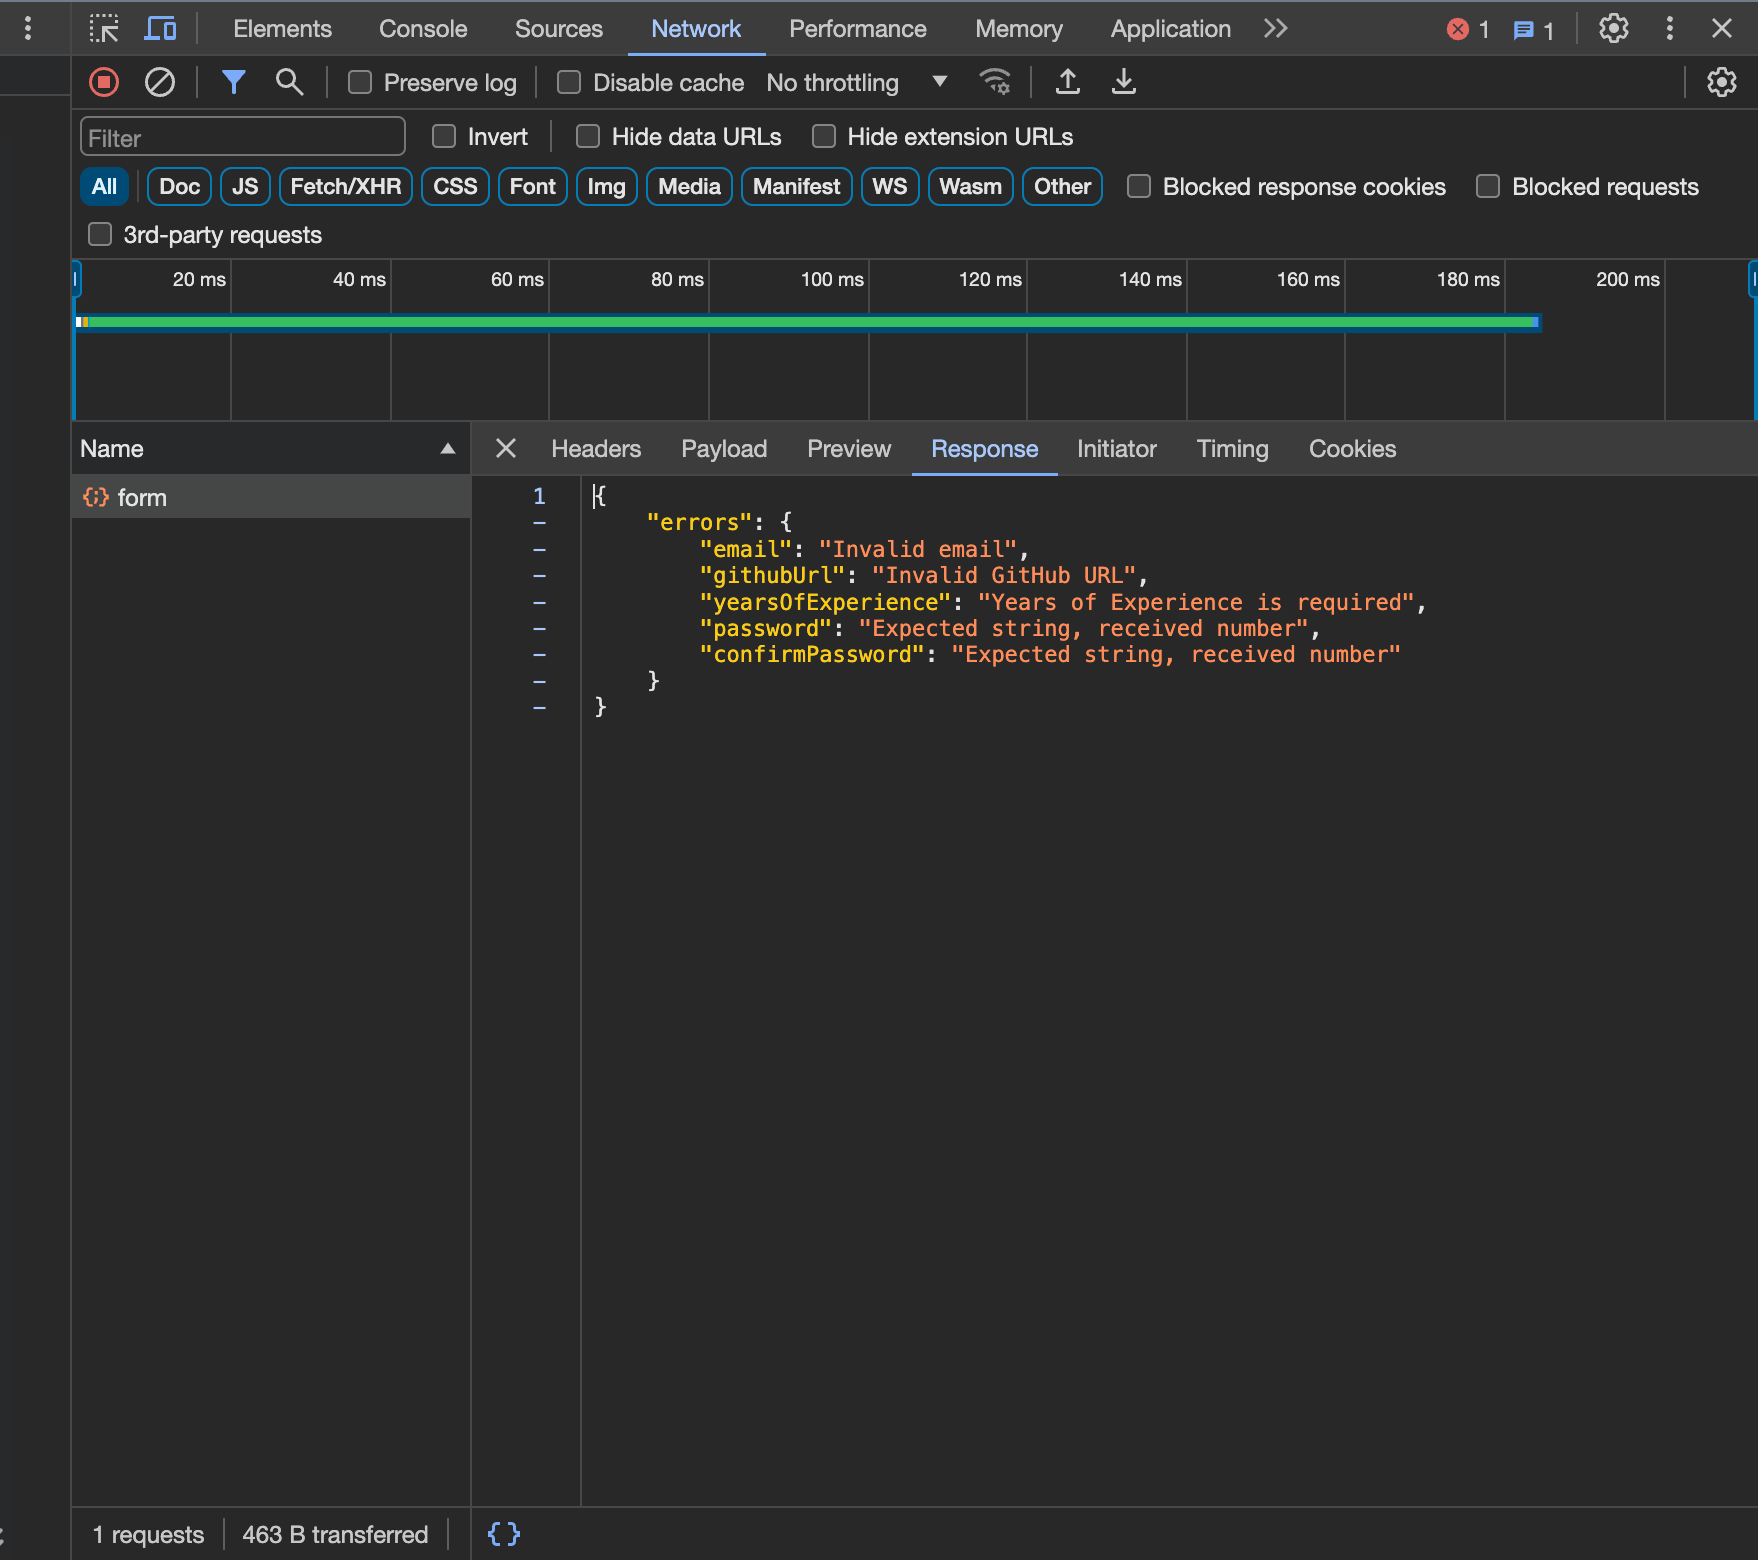 Elements Console Sources Network Performance Memory Application 1 1
Preserve log Disable cache No throttling
Filter Invert Hide data URLs Hide extension URLs
All Doc JS Fetch/XHR CSS Font Img Media Manifest WS Wasm Other Blocked response cookies Blocked requests
3rd-party requests
20 ms 40 ms 60 ms 80 ms 100 ms 120 ms 140 ms 160 ms 180 ms 200 ms
Name Headers Payload Preview Response Initiator Timing Cookies
{;} form
1 {
– "errors": {
– "email": "Invalid email",
– "githubUrl": "Invalid GitHub URL",
– "yearsOfExperience": "Years of Experience is required",
– "password": "Expected string, received number",
– "confirmPassword": "Expected string, received number"
– }
– }
1 requests 463 B transferred { }